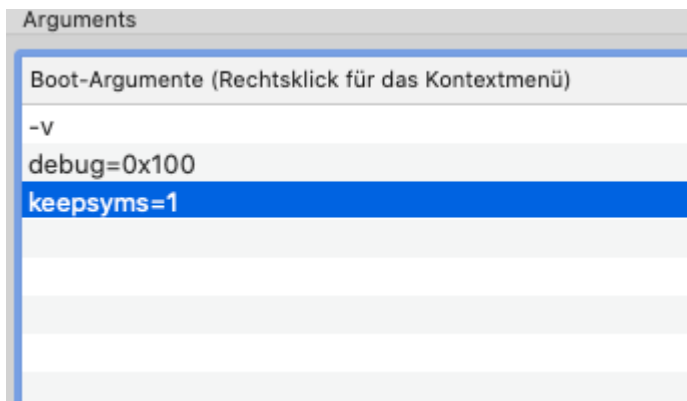 Arguments
Boot-Argumente (Rechtsklick für das Kontextmenü)
-v
debug=0x100
keepsyms=1